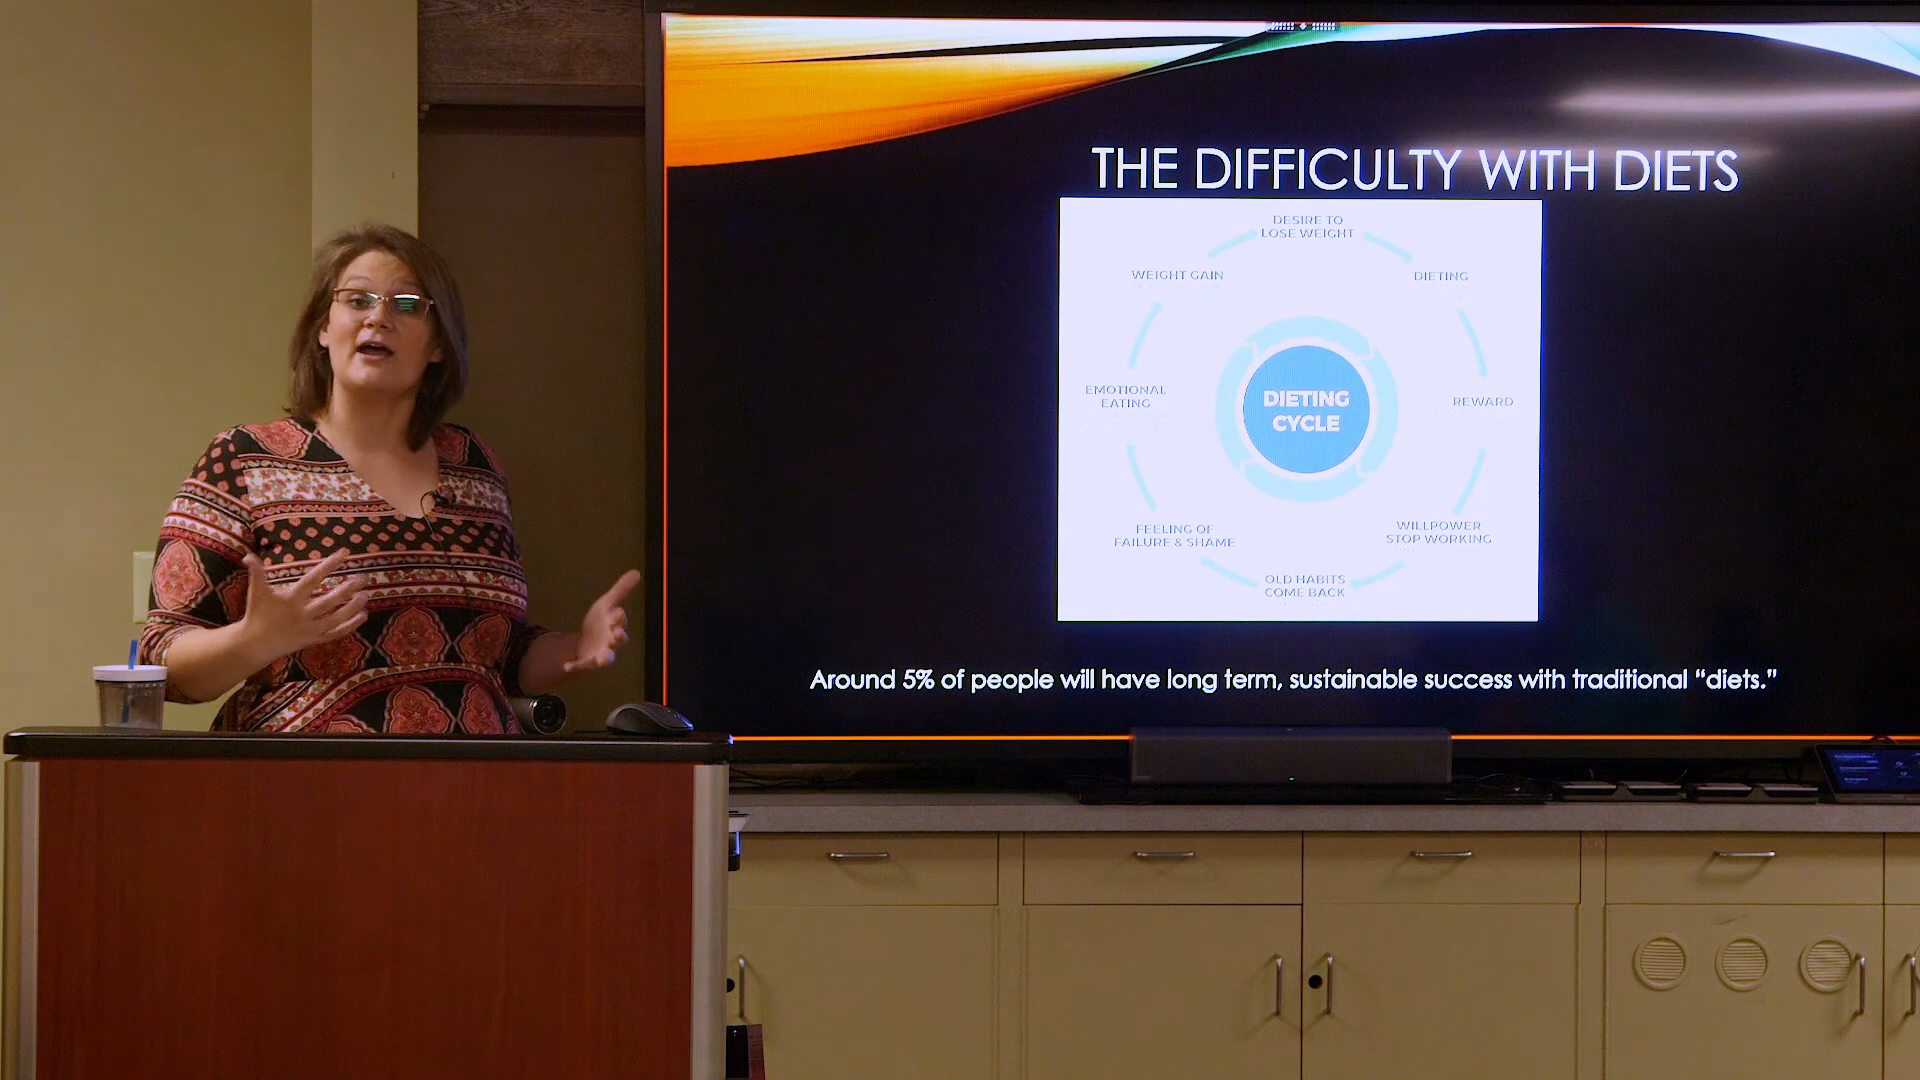 THE DIFFICULTY WITH DIETS
DESIRE TO
LOSE WEIGHT
DIETING
REWARD
WILLPOWER
STOP WORKING
OLD HABITS
COME BACK
FEELING OF
FAILURE & SHAME
EMOTIONAL
EATING
WEIGHT GAIN
DIETING
CYCLE
Around 5% of people will have long term, sustainable success with traditional “diets.”